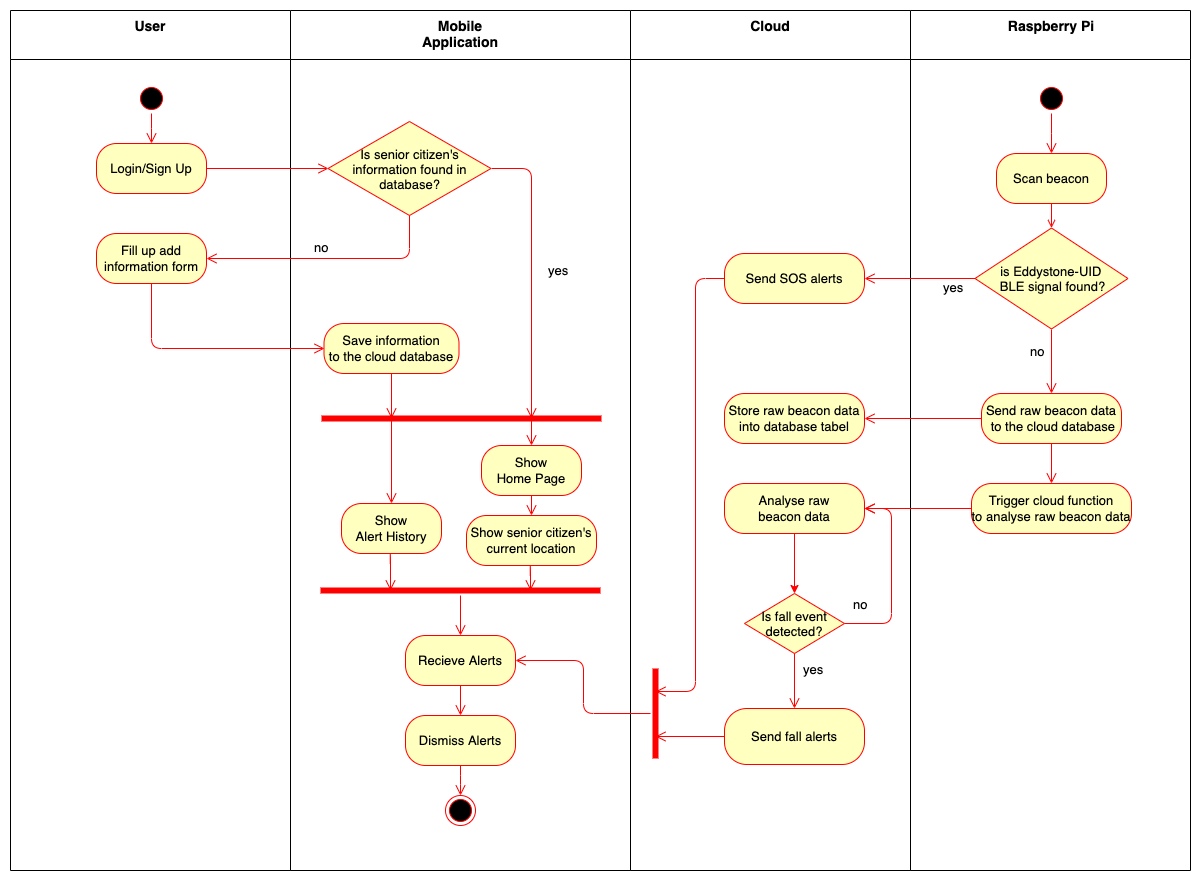 User
Mobile
Application
Cloud
Raspberry Pi
Login/Sign Up
Is senior citizen's
information found in
database?
Scan beacon
Fill up add
information form
no
yes
Send SOS alerts
yes
is Eddystone-UID
BLE signal found?
Save information
to the cloud database
no
Store raw beacon data
into database tabel
Send raw beacon data
to the cloud database
Show
Home Page
Show
Alert History
Show senior citizen's
current location
Analyse raw
beacon data
Trigger cloud function
to analyse raw beacon data
Is fall event
detected?
no
yes
Recieve Alerts
Dismiss Alerts
Send fall alerts